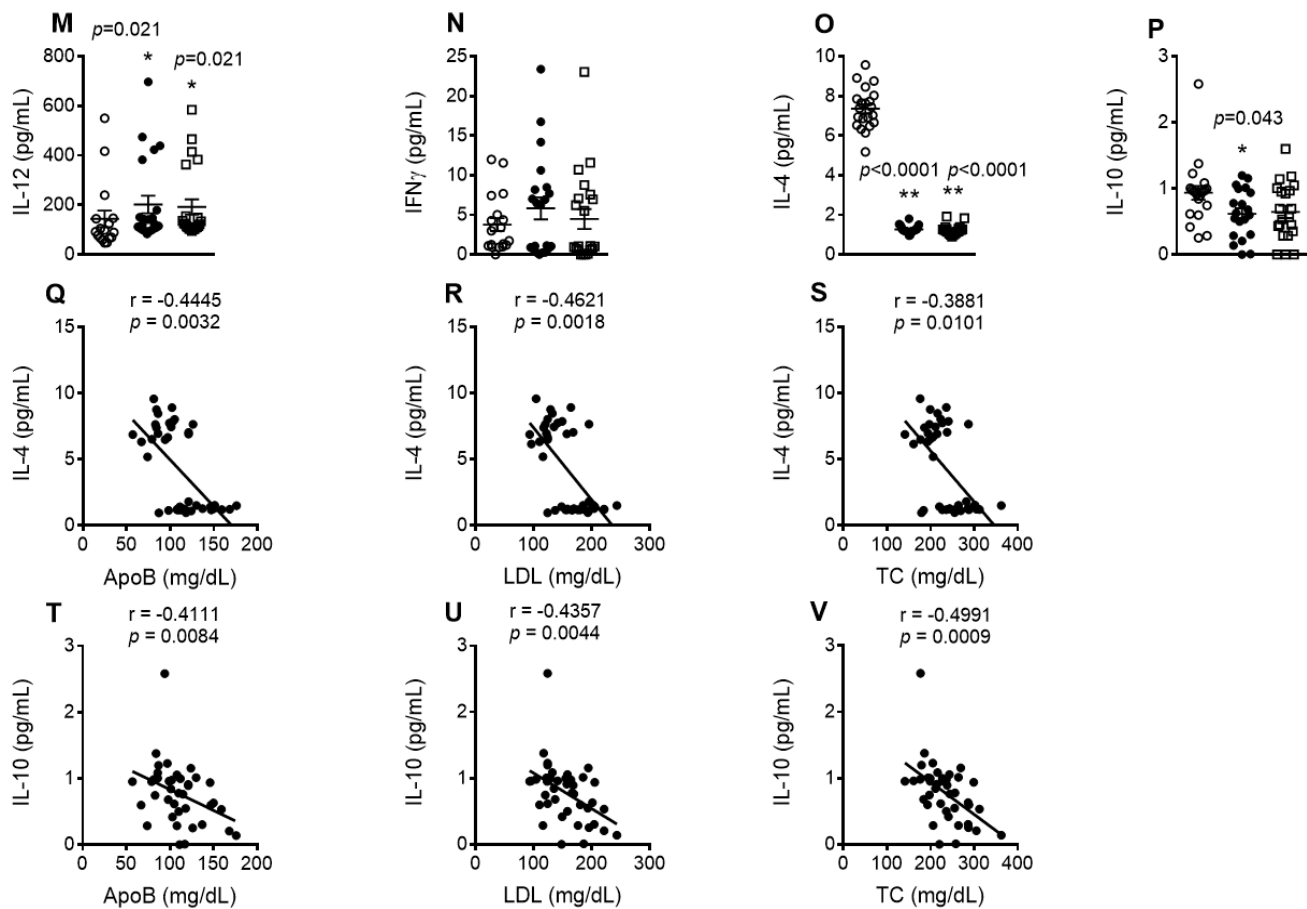 M
p=0.021
*
p=0.021
*
IL-12 (pg/mL)
800
600
400
200
0
N
IFNγ (pg/mL)
25
20
15
10
5
0
O
IL-4 (pg/mL)
10
8
6
4
2
0
p<0.0001
p<0.0001
**
**
P
IL-10 (pg/mL)
3
2
1
0
p=0.043
*
Q
r = -0.4445
p = 0.0032
IL-4 (pg/mL)
15
10
5
0
0 50 100 150 200
ApoB (mg/dL)
R
r = -0.4621
p = 0.0018
IL-4 (pg/mL)
15
10
5
0
0 100 200 300
LDL (mg/dL)
S
r = -0.3881
p = 0.0101
IL-4 (pg/mL)
15
10
5
0
0 100 200 300 400
TC (mg/dL)
T
r = -0.4111
p = 0.0084
IL-10 (pg/mL)
3
2
1
0
0 50 100 150 200
ApoB (mg/dL)
U
r = -0.4357
p = 0.0044
IL-10 (pg/mL)
3
2
1
0
0 100 200 300
LDL (mg/dL)
V
r = -0.4991
p = 0.0009
IL-10 (pg/mL)
3
2
1
0
0 100 200 300 400
TC (mg/dL)